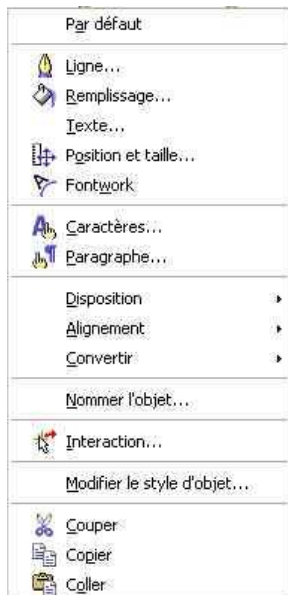 Par défaut
Ligne...
Remplissage...
Texte...
Position et taille...
Fontwork
Caractères...
Paragraphe...
Disposition
Alignement
Convertir
Nommer l'objet...
Interaction...
Modifier le style d'objet...
Couper
Copier
Coller